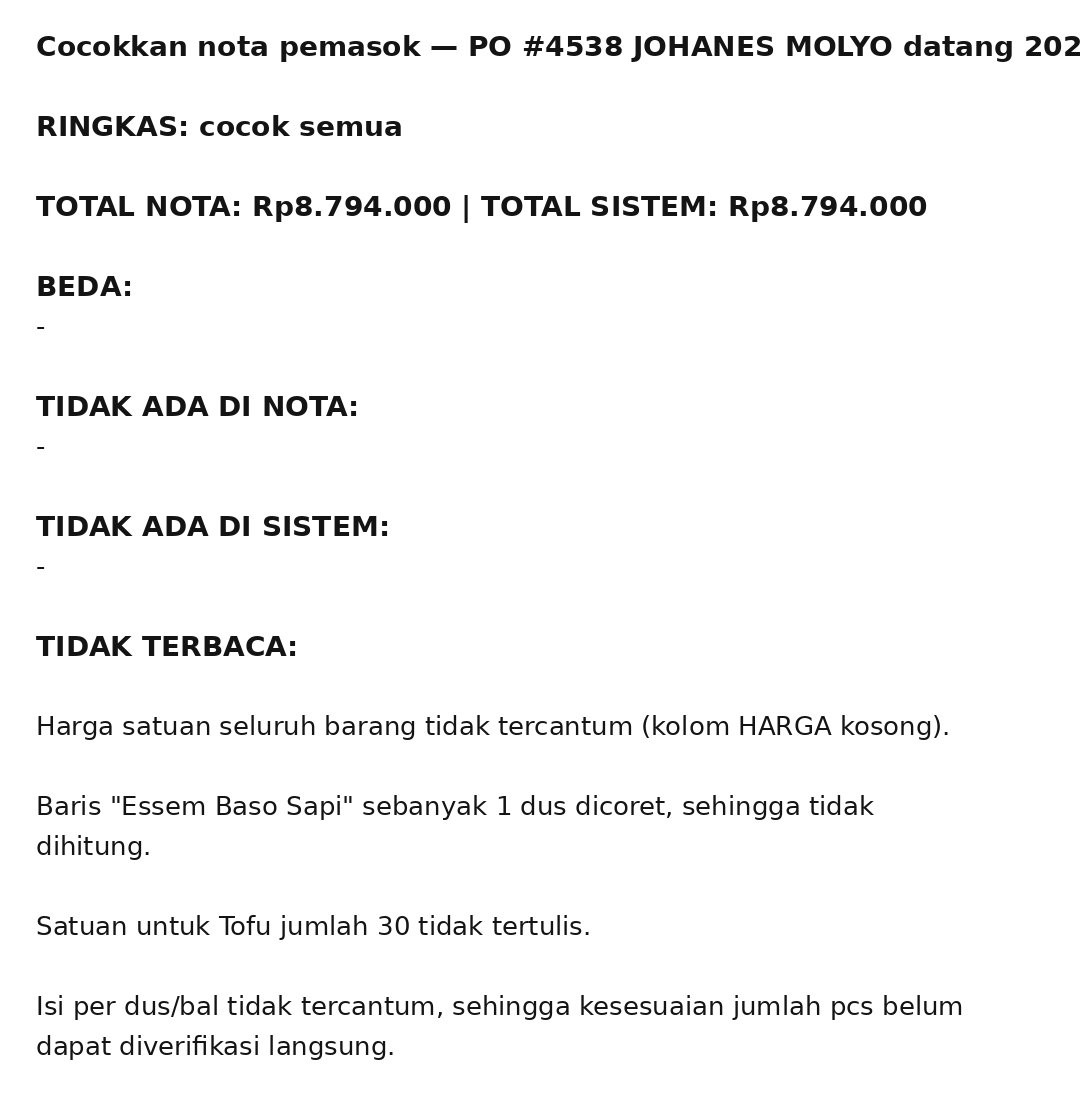 Cocokkan nota pemasok — PO #4538 JOHANES MOLYO datang 202
RINGKAS: cocok semua
TOTAL NOTA: Rp8.794.000 | TOTAL SISTEM: Rp8.794.000
BEDA:
-
TIDAK ADA DI NOTA:
-
TIDAK ADA DI SISTEM:
-
TIDAK TERBACA:
Harga satuan seluruh barang tidak tercantum (kolom HARGA kosong).
Baris "Essem Baso Sapi" sebanyak 1 dus dicoret, sehingga tidak
dihitung.
Satuan untuk Tofu jumlah 30 tidak tertulis.
Isi per dus/bal tidak tercantum, sehingga kesesuaian jumlah pcs belum
dapat diverifikasi langsung.